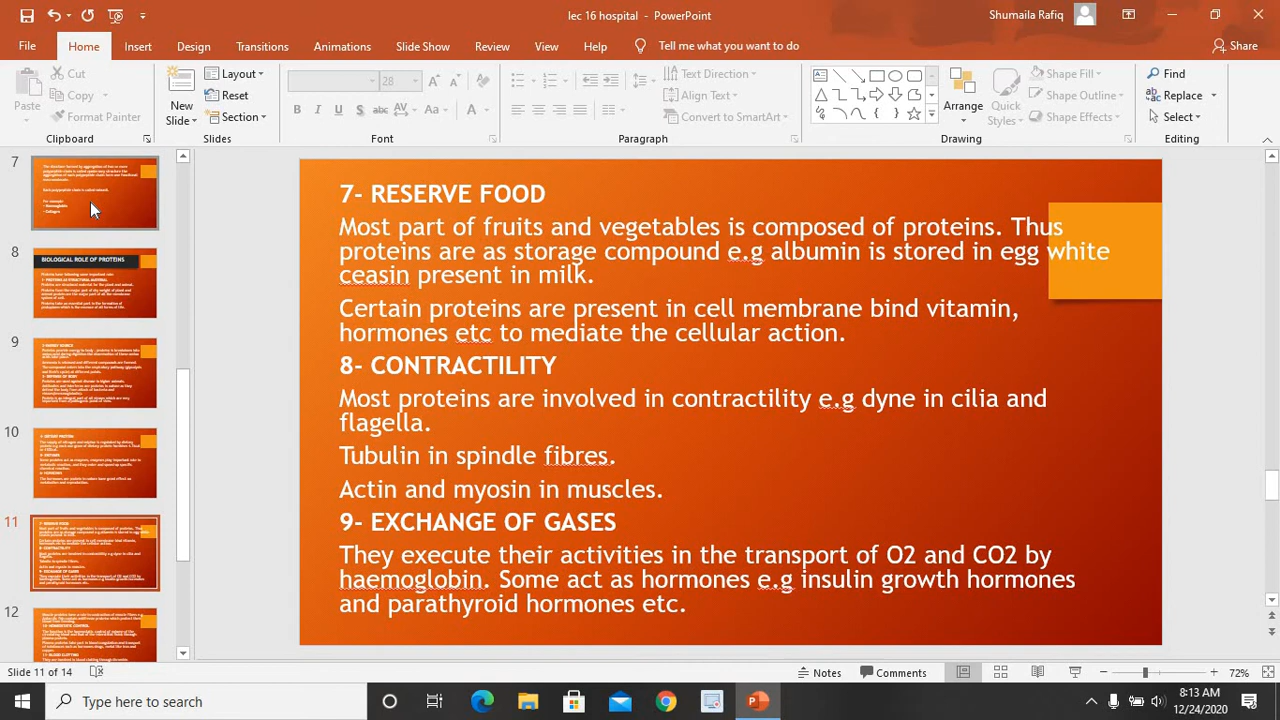 lec 16 hospital - PowerPoint
Shumaila Rafiq
File Home Insert Design Transitions Animations Slide Show Review View Help Tell me what you want to do Share
Paste
Cut
Copy
Format Painter
Clipboard
New Slide
Layout
Reset
Section
Slides
28
Font
Paragraph
Text Direction
Align Text
Convert to SmartArt
Arrange
Quick Styles
Shape Fill
Shape Outline
Shape Effects
Drawing
Find
Replace
Select
Editing
7
8
BIOLOGICAL ROLE OF PROTEINS
9
10
11
12
7- RESERVE FOOD
Most part of fruits and vegetables is composed of proteins. Thus
proteins are as storage compound e.g albumin is stored in egg white
ceasin present in milk.
Certain proteins are present in cell membrane bind vitamin,
hormones etc to mediate the cellular action.
8- CONTRACTILITY
Most proteins are involved in contractility e.g dyne in cilia and
flagella.
Tubulin in spindle fibres.
Actin and myosin in muscles.
9- EXCHANGE OF GASES
They execute their activities in the transport of O2 and CO2 by
haemoglobin. Some act as hormones e.g insulin growth hormones
and parathyroid hormones etc.
Slide 11 of 14
Notes
Comments
72%
Type here to search
8:13 AM
12/24/2020